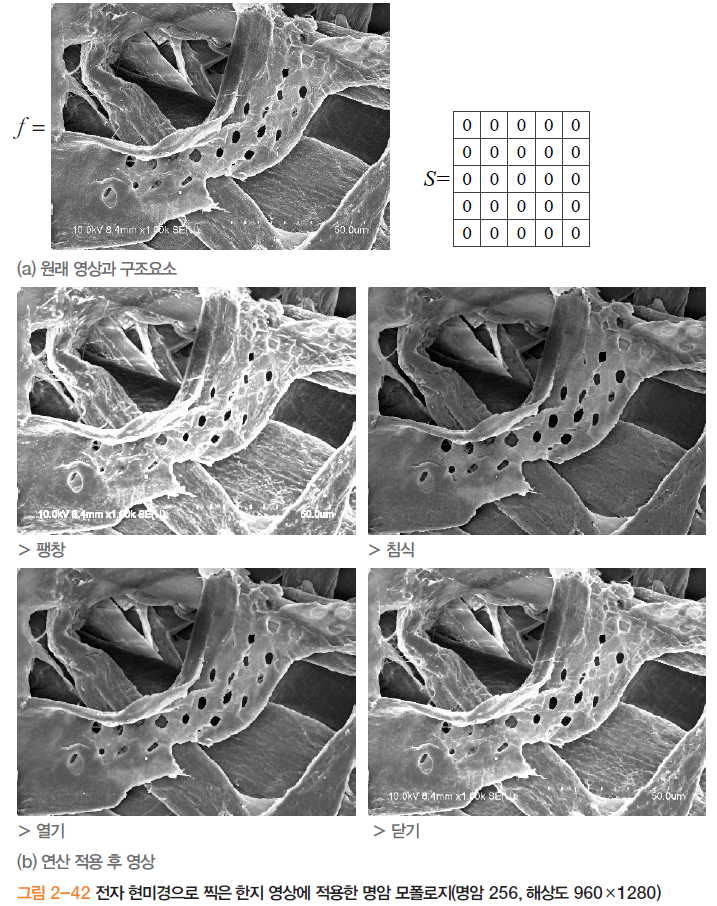 f =
10.0kV 8.4mm x1.00k SE(U)
50.0um
S=
0 0 0 0 0
0 0 0 0 0
0 0 0 0 0
0 0 0 0 0
0 0 0 0 0
(a) 원래 영상과 구조요소
10.0kV 8.4mm x1.00k SE(U)
50.0um
> 팽창
> 침식
10.0kV 8.4mm x1.00k SE(U)
50.0um
> 열기
> 닫기
(b) 연산 적용 후 영상
그림 2-42 전자 현미경으로 찍은 한지 영상에 적용한 명암 모폴로지(명암 256, 해상도 960×1280)